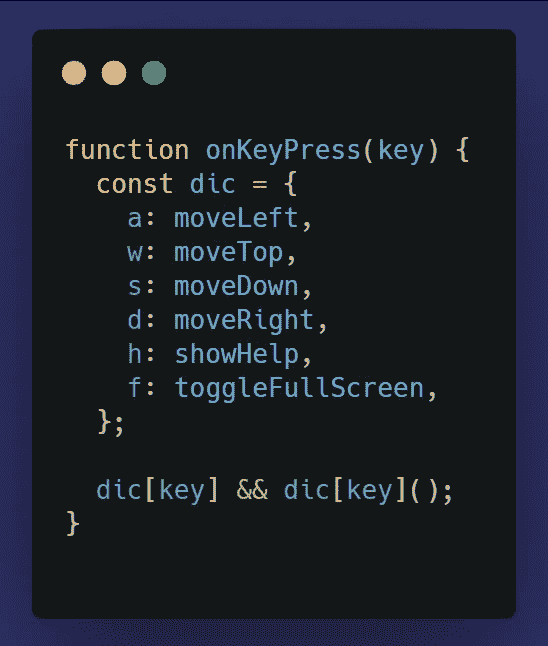 function onKeyPress(key) {
  const dic = {
    a: moveLeft,
    w: moveTop,
    s: moveDown,
    d: moveRight,
    h: showHelp,
    f: toggleFullScreen,
  };

  dic[key] && dic[key]();
}